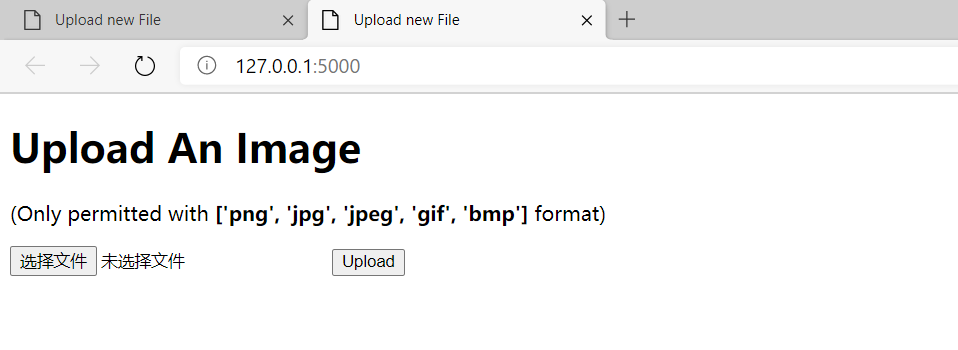 Upload new File
Upload new File
127.0.0.1:5000
Upload An Image
(Only permitted with ['png', 'jpg', 'jpeg', 'gif', 'bmp'] format)
选择文件 未选择文件 Upload